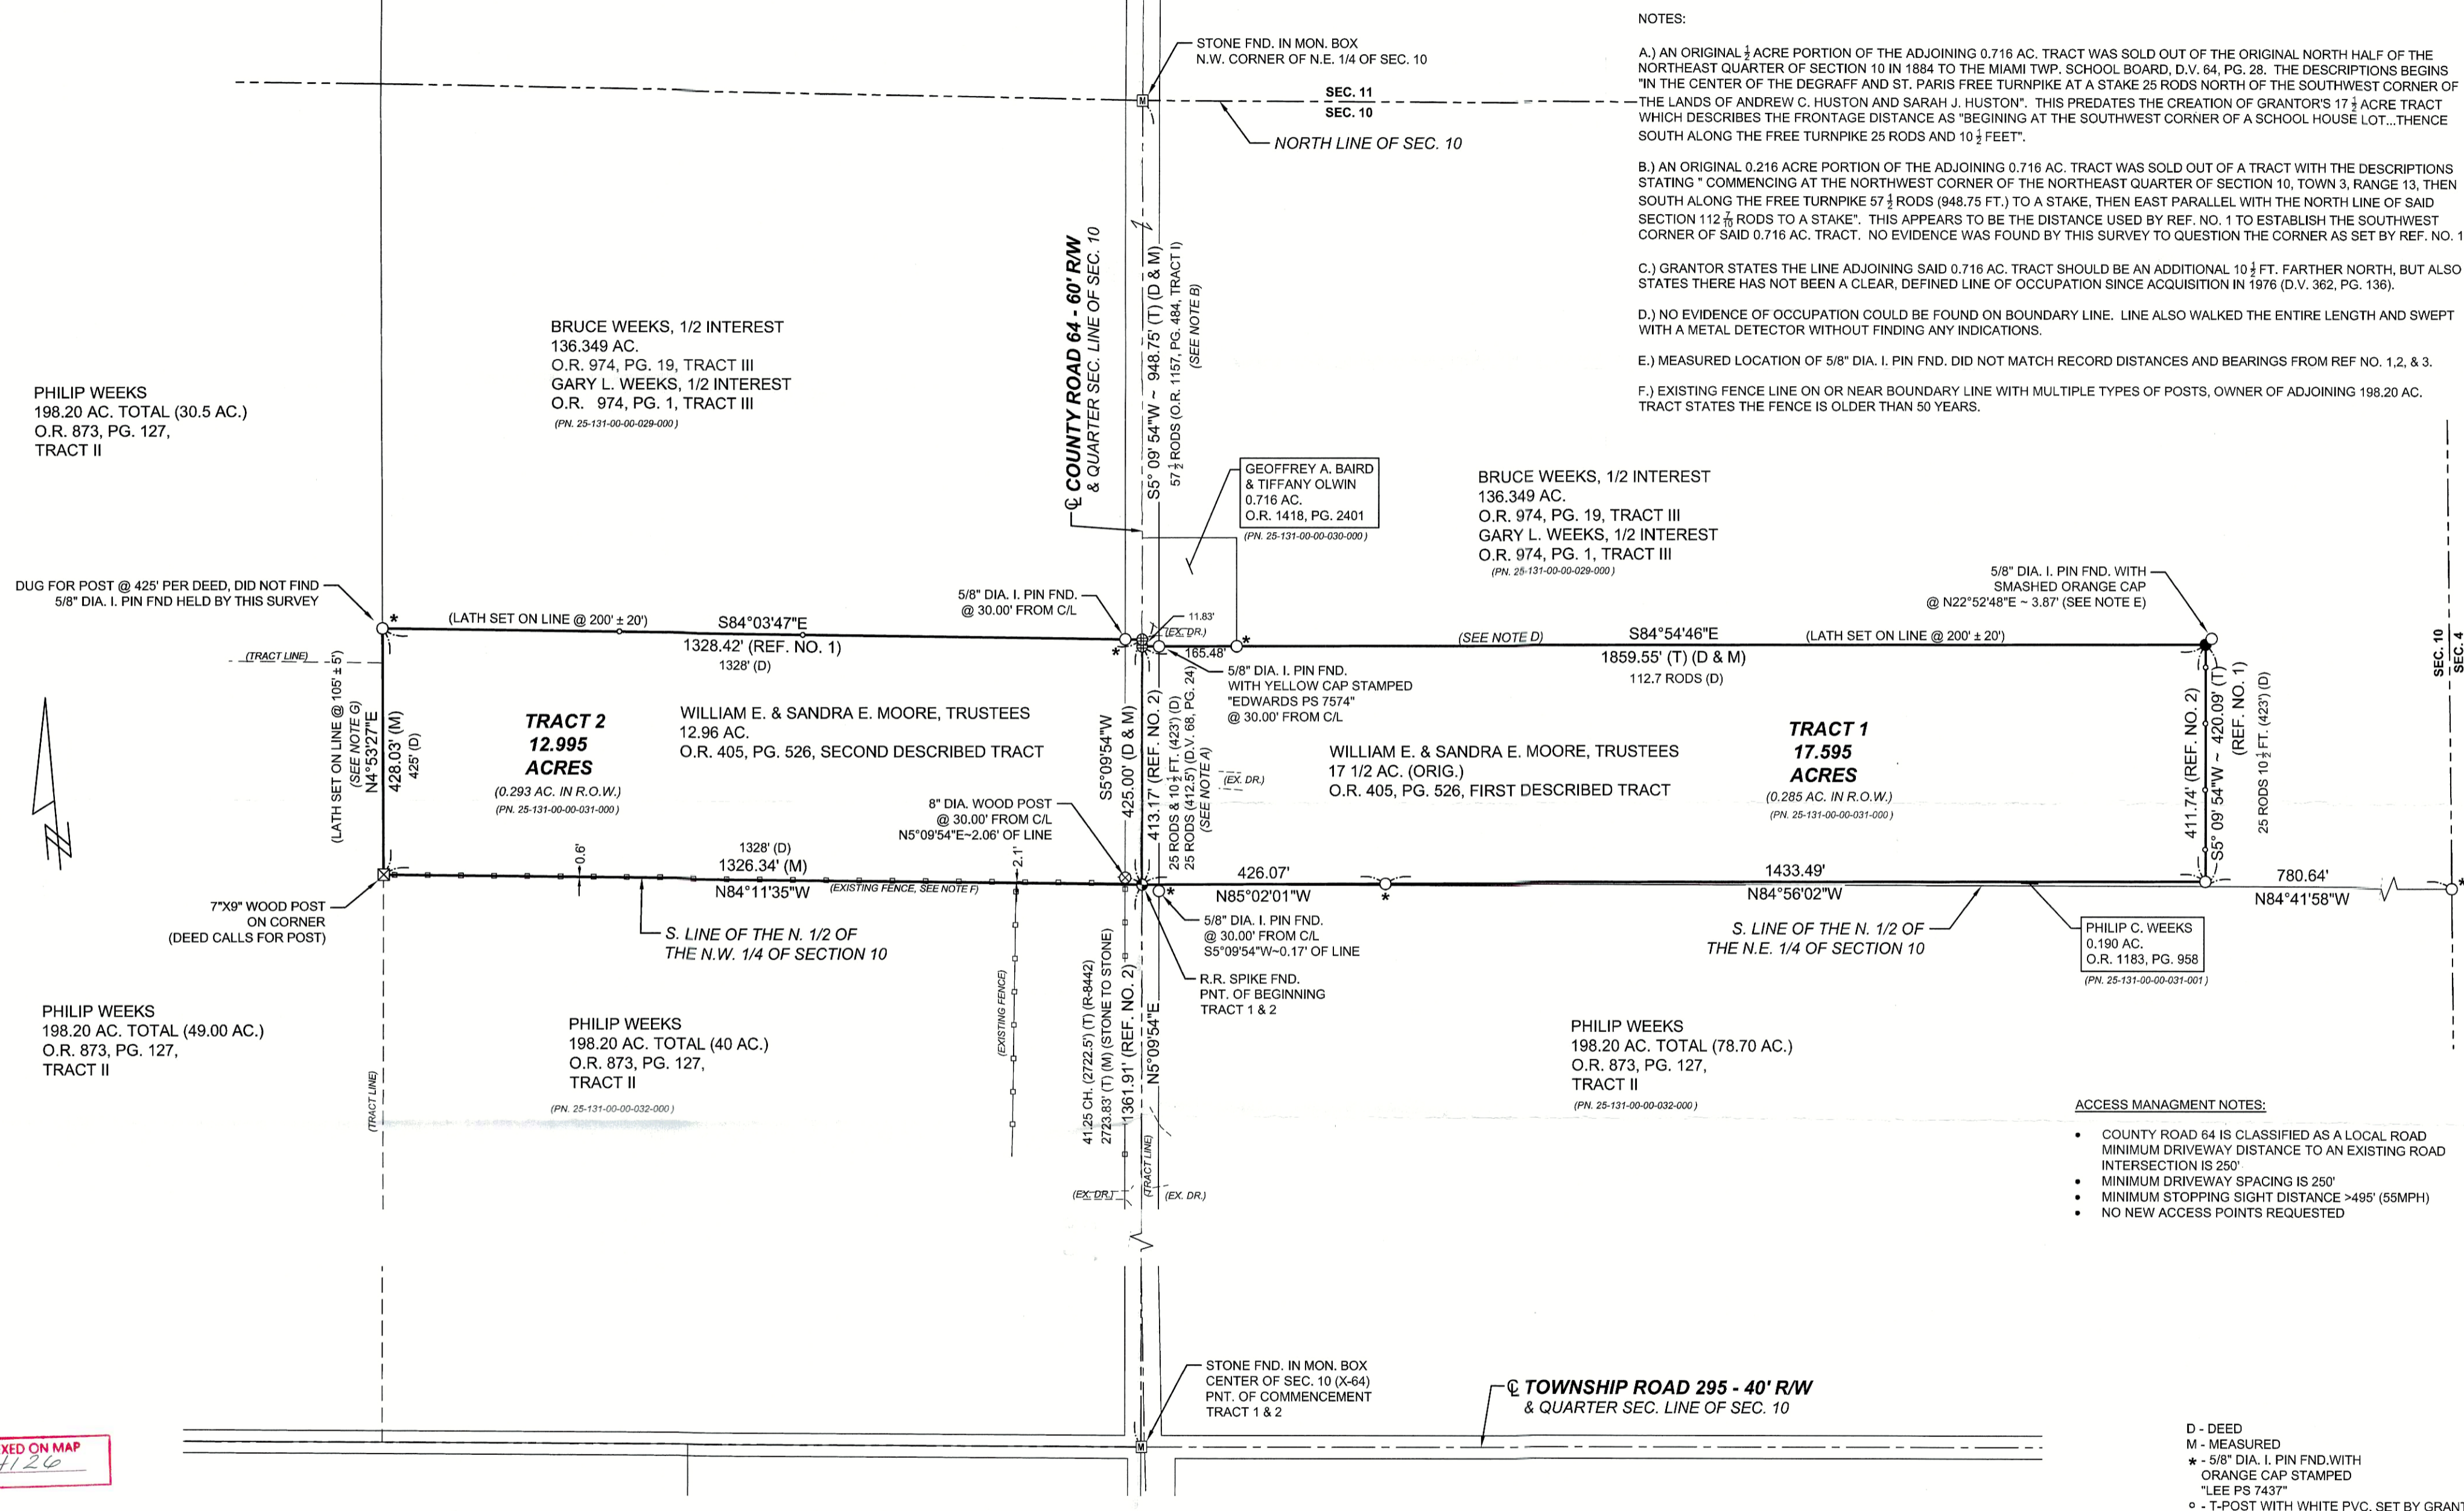 NOTES:
A.) AN ORIGINAL ½ ACRE PORTION OF THE ADJOINING 0.716 AC. TRACT WAS SOLD OUT OF THE ORIGINAL NORTH HALF OF THE
NORTHEAST QUARTER OF SECTION 10 IN 1884 TO THE MIAMI TWP. SCHOOL BOARD, D.V. 64, PG. 28. THE DESCRIPTIONS BEGINS
"IN THE CENTER OF THE DEGRAFF AND ST. PARIS FREE TURNPIKE AT A STAKE 25 RODS NORTH OF THE SOUTHWEST CORNER OF
THE LANDS OF ANDREW C. HUSTON AND SARAH J. HUSTON". THIS PREDATES THE CREATION OF GRANTOR'S 17 ½ ACRE TRACT
WHICH DESCRIBES THE FRONTAGE DISTANCE AS "BEGINING AT THE SOUTHWEST CORNER OF A SCHOOL HOUSE LOT...THENCE
SOUTH ALONG THE FREE TURNPIKE 25 RODS AND 10 ½ FEET".
B.) AN ORIGINAL 0.216 ACRE PORTION OF THE ADJOINING 0.716 AC. TRACT WAS SOLD OUT OF A TRACT WITH THE DESCRIPTIONS
STATING " COMMENCING AT THE NORTHWEST CORNER OF THE NORTHEAST QUARTER OF SECTION 10, TOWN 3, RANGE 13, THEN
SOUTH ALONG THE FREE TURNPIKE 57 ½ RODS (948.75 FT.) TO A STAKE, THEN EAST PARALLEL WITH THE NORTH LINE OF SAID
SECTION 112 7/10 RODS TO A STAKE". THIS APPEARS TO BE THE DISTANCE USED BY REF. NO. 1 TO ESTABLISH THE SOUTHWEST
CORNER OF SAID 0.716 AC. TRACT. NO EVIDENCE WAS FOUND BY THIS SURVEY TO QUESTION THE CORNER AS SET BY REF. NO. 1
C.) GRANTOR STATES THE LINE ADJOINING SAID 0.716 AC. TRACT SHOULD BE AN ADDITIONAL 10 ½ FT. FARTHER NORTH, BUT ALSO
STATES THERE HAS NOT BEEN A CLEAR, DEFINED LINE OF OCCUPATION SINCE ACQUISITION IN 1976 (D.V. 362, PG. 136).
D.) NO EVIDENCE OF OCCUPATION COULD BE FOUND ON BOUNDARY LINE. LINE ALSO WALKED THE ENTIRE LENGTH AND SWEPT
WITH A METAL DETECTOR WITHOUT FINDING ANY INDICATIONS.
E.) MEASURED LOCATION OF 5/8" DIA. I. PIN FND. DID NOT MATCH RECORD DISTANCES AND BEARINGS FROM REF NO. 1,2, & 3.
F.) EXISTING FENCE LINE ON OR NEAR BOUNDARY LINE WITH MULTIPLE TYPES OF POSTS, OWNER OF ADJOINING 198.20 AC.
TRACT STATES THE FENCE IS OLDER THAN 50 YEARS.
STONE FND. IN MON. BOX
N.W. CORNER OF N.E. 1/4 OF SEC. 10
M
SEC. 11
SEC. 10
NORTH LINE OF SEC. 10
PHILIP WEEKS
198.20 AC. TOTAL (30.5 AC.)
O.R. 873, PG. 127,
TRACT II
BRUCE WEEKS, 1/2 INTEREST
136.349 AC.
O.R. 974, PG. 19, TRACT III
GARY L. WEEKS, 1/2 INTEREST
O.R. 974, PG. 1, TRACT III
(PN. 25-131-00-00-029-000)
℄ COUNTY ROAD 64 - 60' R/W
& QUARTER SEC. LINE OF SEC. 10
S5° 09' 54"W ~ 948.75' (T) (D & M)
57 ½ RODS (O.R. 1157, PG. 484, TRACT I)
(SEE NOTE B)
GEOFFREY A. BAIRD
& TIFFANY OLWIN
0.716 AC.
O.R. 1418, PG. 2401
(PN. 25-131-00-00-030-000)
BRUCE WEEKS, 1/2 INTEREST
136.349 AC.
O.R. 974, PG. 19, TRACT III
GARY L. WEEKS, 1/2 INTEREST
O.R. 974, PG. 1, TRACT III
(PN. 25-131-00-00-029-000)
DUG FOR POST @ 425' PER DEED, DID NOT FIND
5/8" DIA. I. PIN FND HELD BY THIS SURVEY
5/8" DIA. I. PIN FND.
@ 30.00' FROM C/L
5/8" DIA. I. PIN FND. WITH
SMASHED ORANGE CAP
@ N22°52'48"E ~ 3.87' (SEE NOTE E)
(LATH SET ON LINE @ 200' ± 20')
S84°03'47"E
1328.42' (REF. NO. 1)
1328' (D)
11.83'
(EX. DR.)
165.48'
(SEE NOTE D)
S84°54'46"E
(LATH SET ON LINE @ 200' ± 20')
1859.55' (T) (D & M)
112.7 RODS (D)
SEC. 10
SEC. 4
(TRACT LINE)
(LATH SET ON LINE @ 105' ± 5')
(SEE NOTE G)
N4°53'27"E
428.03' (M)
425' (D)
TRACT 2
12.995
ACRES
(0.293 AC. IN R.O.W.)
(PN. 25-131-00-00-031-000)
WILLIAM E. & SANDRA E. MOORE, TRUSTEES
12.96 AC.
O.R. 405, PG. 526, SECOND DESCRIBED TRACT
5/8" DIA. I. PIN FND.
WITH YELLOW CAP STAMPED
"EDWARDS PS 7574"
@ 30.00' FROM C/L
S5°09'54"W
425.00' (D & M)
413.17' (REF. NO. 2)
25 RODS & 10 ½ FT. (423') (D)
25 RODS (412.5') (D.V. 68, PG. 24)
(SEE NOTE A)
(EX. DR.)
WILLIAM E. & SANDRA E. MOORE, TRUSTEES
17 1/2 AC. (ORIG.)
O.R. 405, PG. 526, FIRST DESCRIBED TRACT
TRACT 1
17.595
ACRES
(0.285 AC. IN R.O.W.)
(PN. 25-131-00-00-031-000)
411.74' (REF. NO. 2)
S5° 09' 54"W ~ 420.09' (T)
(REF. NO. 1)
25 RODS 10 ½ FT. (423') (D)
8" DIA. WOOD POST
@ 30.00' FROM C/L
N5°09'54"E~2.06' OF LINE
0.6'
1328' (D)
1326.34' (M)
N84°11'35"W
(EXISTING FENCE, SEE NOTE F)
2.1'
426.07'
N85°02'01"W
1433.49'
N84°56'02"W
780.64'
N84°41'58"W
7"X9" WOOD POST
ON CORNER
(DEED CALLS FOR POST)
S. LINE OF THE N. 1/2 OF
THE N.W. 1/4 OF SECTION 10
5/8" DIA. I. PIN FND.
@ 30.00' FROM C/L
S5°09'54"W~0.17' OF LINE
R.R. SPIKE FND.
PNT. OF BEGINNING
TRACT 1 & 2
S. LINE OF THE N. 1/2 OF
THE N.E. 1/4 OF SECTION 10
PHILIP C. WEEKS
0.190 AC.
O.R. 1183, PG. 958
(PN. 25-131-00-00-031-001)
PHILIP WEEKS
198.20 AC. TOTAL (49.00 AC.)
O.R. 873, PG. 127,
TRACT II
(TRACT LINE)
PHILIP WEEKS
198.20 AC. TOTAL (40 AC.)
O.R. 873, PG. 127,
TRACT II
(PN. 25-131-00-00-032-000)
(EXISTING FENCE)
41.25 CH. (2722.5') (T) (R-8442)
2723.83' (T) (M) (STONE TO STONE)
1361.91' (REF. NO. 2)
N5°09'54"E
(TRACT LINE)
(EX. DR.)
(EX. DR.)
PHILIP WEEKS
198.20 AC. TOTAL (78.70 AC.)
O.R. 873, PG. 127,
TRACT II
(PN. 25-131-00-00-032-000)
ACCESS MANAGMENT NOTES:
• COUNTY ROAD 64 IS CLASSIFIED AS A LOCAL ROAD
MINIMUM DRIVEWAY DISTANCE TO AN EXISTING ROAD
INTERSECTION IS 250'
• MINIMUM DRIVEWAY SPACING IS 250'
• MINIMUM STOPPING SIGHT DISTANCE >495' (55MPH)
• NO NEW ACCESS POINTS REQUESTED
STONE FND. IN MON. BOX
CENTER OF SEC. 10 (X-64)
PNT. OF COMMENCEMENT
TRACT 1 & 2
M
℄ TOWNSHIP ROAD 295 - 40' R/W
& QUARTER SEC. LINE OF SEC. 10
XED ON MAP
D - DEED
M - MEASURED
* - 5/8" DIA. I. PIN FND.WITH
ORANGE CAP STAMPED
"LEE PS 7437"
○ - T-POST WITH WHITE PVC, SET BY GRANT